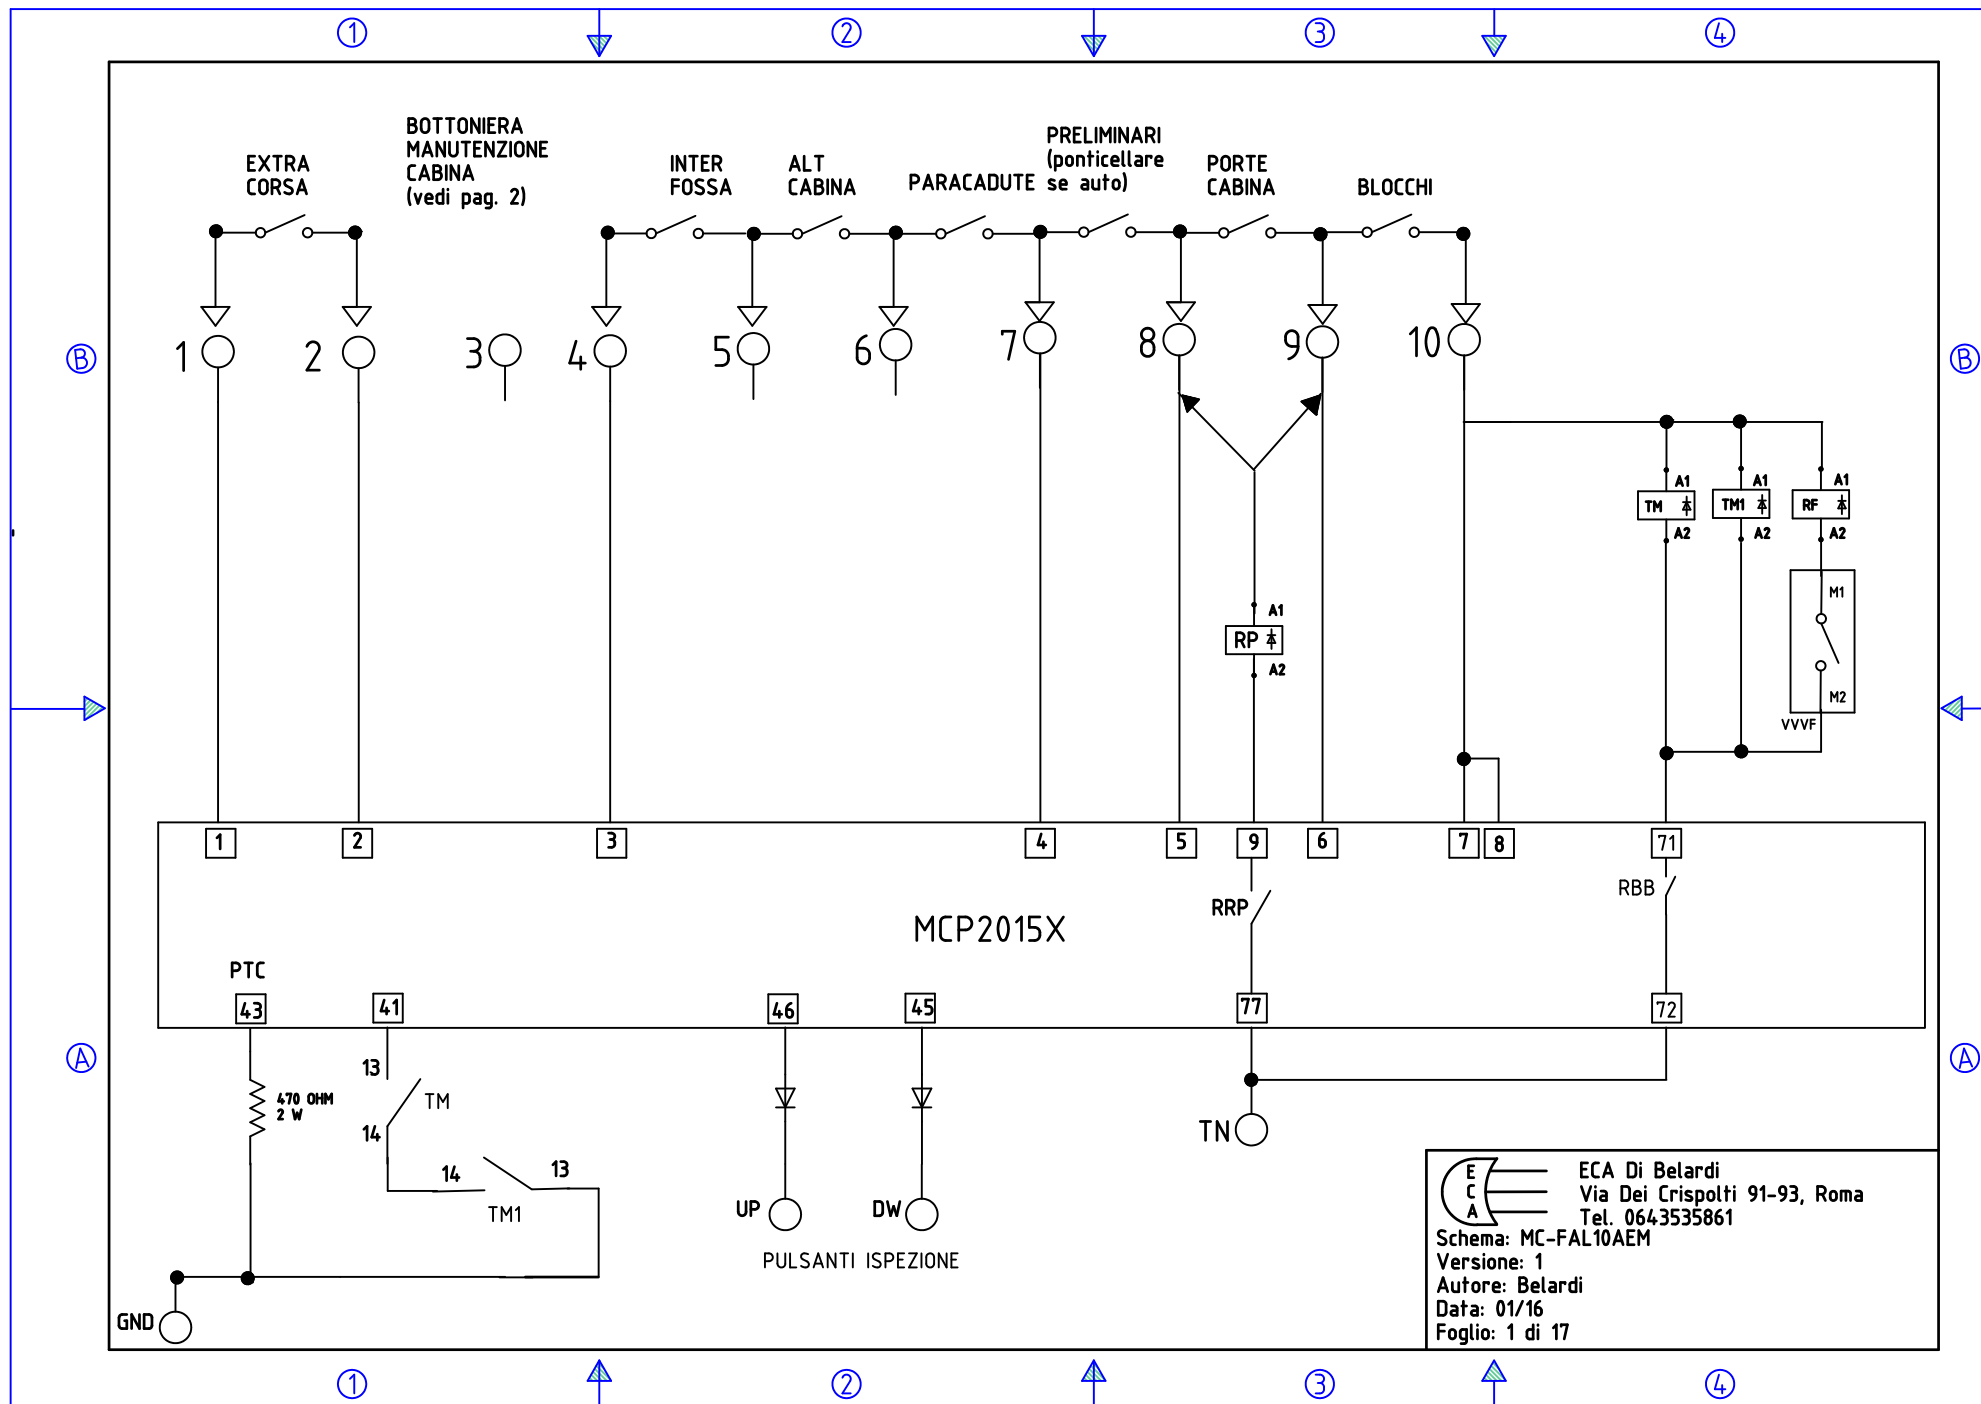 1
2
3
4
EXTRA
CORSA
BOTTONIERA
MANUTENZIONE
CABINA
(vedi pag. 2)
INTER
FOSSA
ALT
CABINA
PARACADUTE
PRELIMINARI
(ponticellare
se auto)
PORTE
CABINA
BLOCCHI
1
2
3
4
5
6
7
8
9
10
B
B
A1
A1
A1
TM
TM1
RF
A2
A2
A2
M1
M2
VVVF
A1
RP
A2
1
2
3
4
5
9
6
7
8
71
RRP
RBB
MCP2015X
PTC
43
41
46
45
77
72
A
A
13
TM
14
470 OHM
2 W
14
13
TM1
UP
DW
PULSANTI ISPEZIONE
TN
GND
E
C
A
ECA Di Belardi
Via Dei Crispolti 91-93, Roma
Tel. 0643535861
Schema: MC-FAL10AEM
Versione: 1
Autore: Belardi
Data: 01/16
Foglio: 1 di 17
1
2
3
4